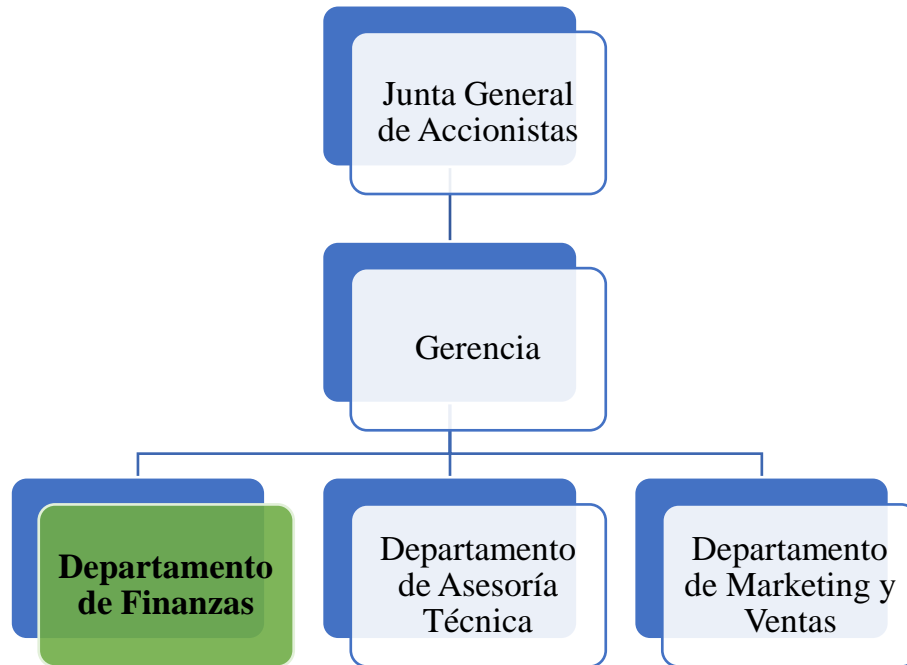 Junta General
de Accionistas
Gerencia
Departamento
de Finanzas
Departamento
de Asesoría
Técnica
Departamento
de Marketing y
Ventas